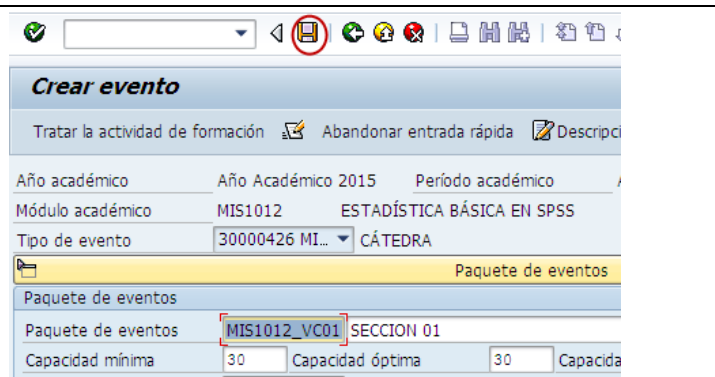 Crear evento
Tratar la actividad de formación Abandonar entrada rápida Descripci
Año académico Año Académico 2015 Período académico
Módulo académico MIS1012 ESTADÍSTICA BÁSICA EN SPSS
Tipo de evento 30000426 MI... CÁTEDRA
Paquete de eventos
Paquete de eventos
Paquete de eventos MIS1012_VC01 SECCION 01
Capacidad mínima 30 Capacidad óptima 30 Capacida